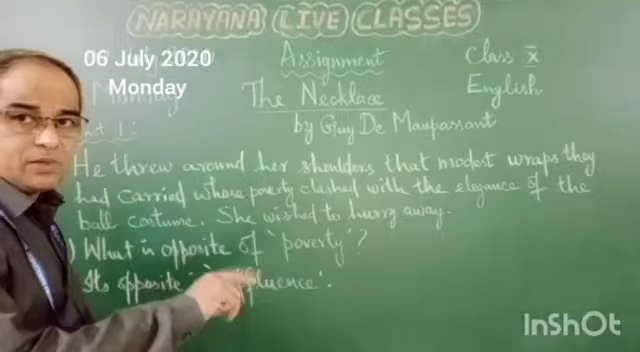 NARAYANA LIVE CLASSES
06 July 2020
Monday
Assignment
Class X
Monday
The Necklace
English
by Guy De Maupassant
1:
He threw around her shoulders, that modest wraps they
had carried whose poverty clashed with the elegance of the
ball costume. She wished to hurry away.
) What is opposite of 'poverty'?
Its opposite
InShOt